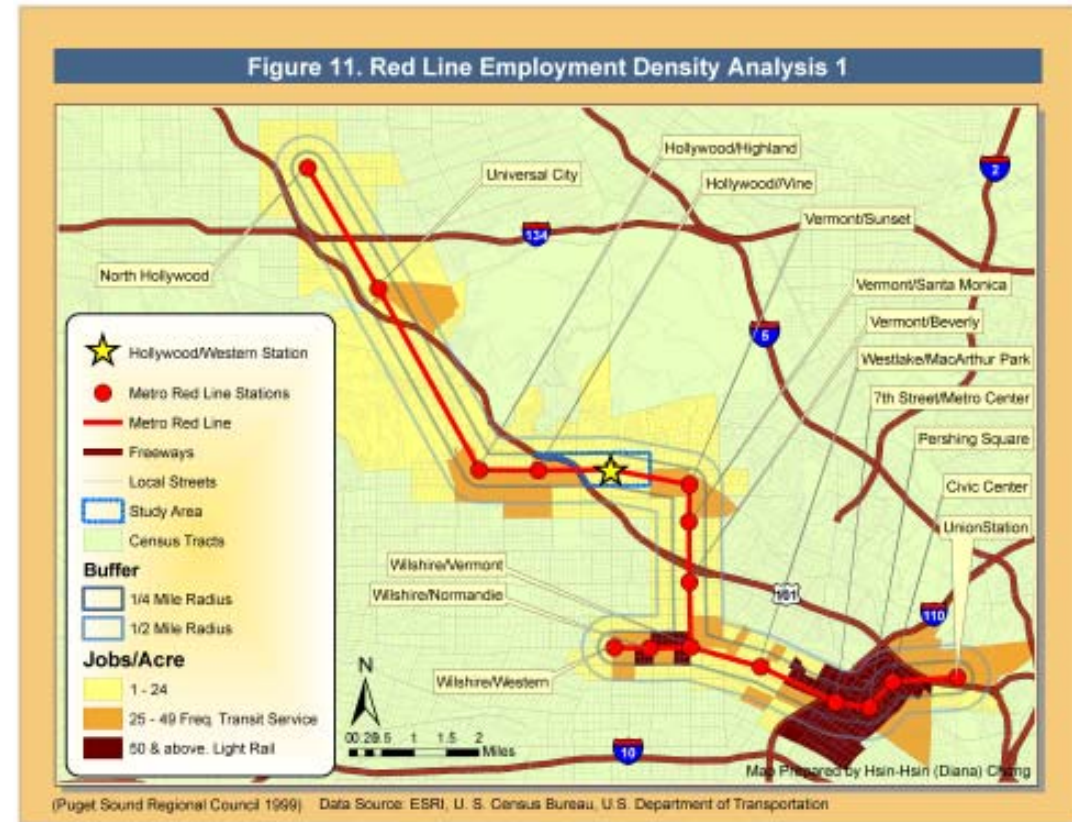 Figure 11. Red Line Employment Density Analysis 1
Hollywood/Highland
Universal City
Hollywood//Vine
2
134
Vermont/Sunset
North Hollywood
Vermont/Santa Monica
5
Vermont/Beverly
Westlake/MacArthur Park
7th Street/Metro Center
Pershing Square
Civic Center
UnionStation
Hollywood/Western Station
Metro Red Line Stations
Metro Red Line
Freeways
Local Streets
Study Area
Census Tracts
Buffer
1/4 Mile Radius
1/2 Mile Radius
Jobs/Acre
1 - 24
25 - 49 Freq. Transit Service
50 & above. Light Rail
Wilshire/Vermont
Wilshire/Normandie
Wilshire/Western
101
110
N
1 1.5 2
Miles
10
Map Prepared by Hsin-Hsin (Diana)
(Puget Sound Regional Council 1999) Data Source: ESRI, U. S. Census Bureau, U.S. Department of Transportation